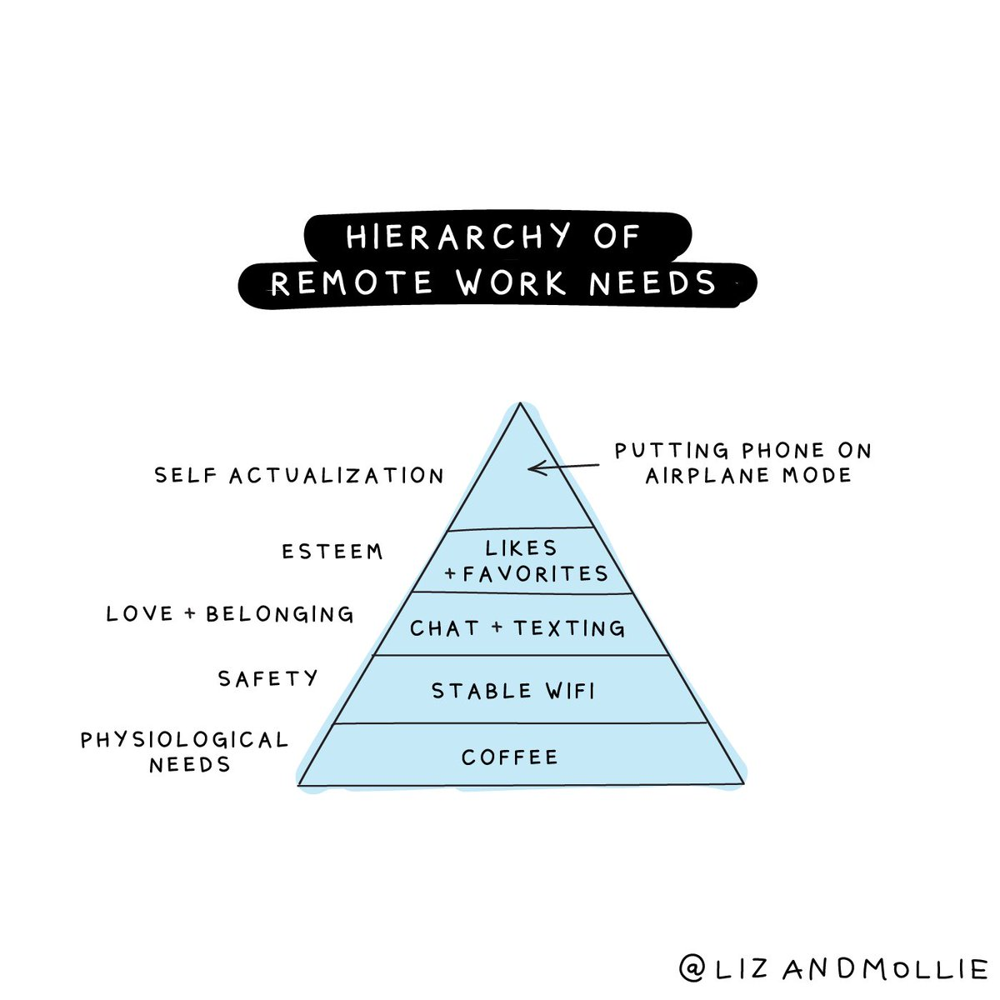 HIERARCHY OF
REMOTE WORK NEEDS
PUTTING PHONE ON
AIRPLANE MODE
SELF ACTUALIZATION
ESTEEM
LIKES
+ FAVORITES
LOVE + BELONGING
CHAT + TEXTING
SAFETY
STABLE WIFI
PHYSIOLOGICAL
NEEDS
COFFEE
@LIZANDMOLLIE